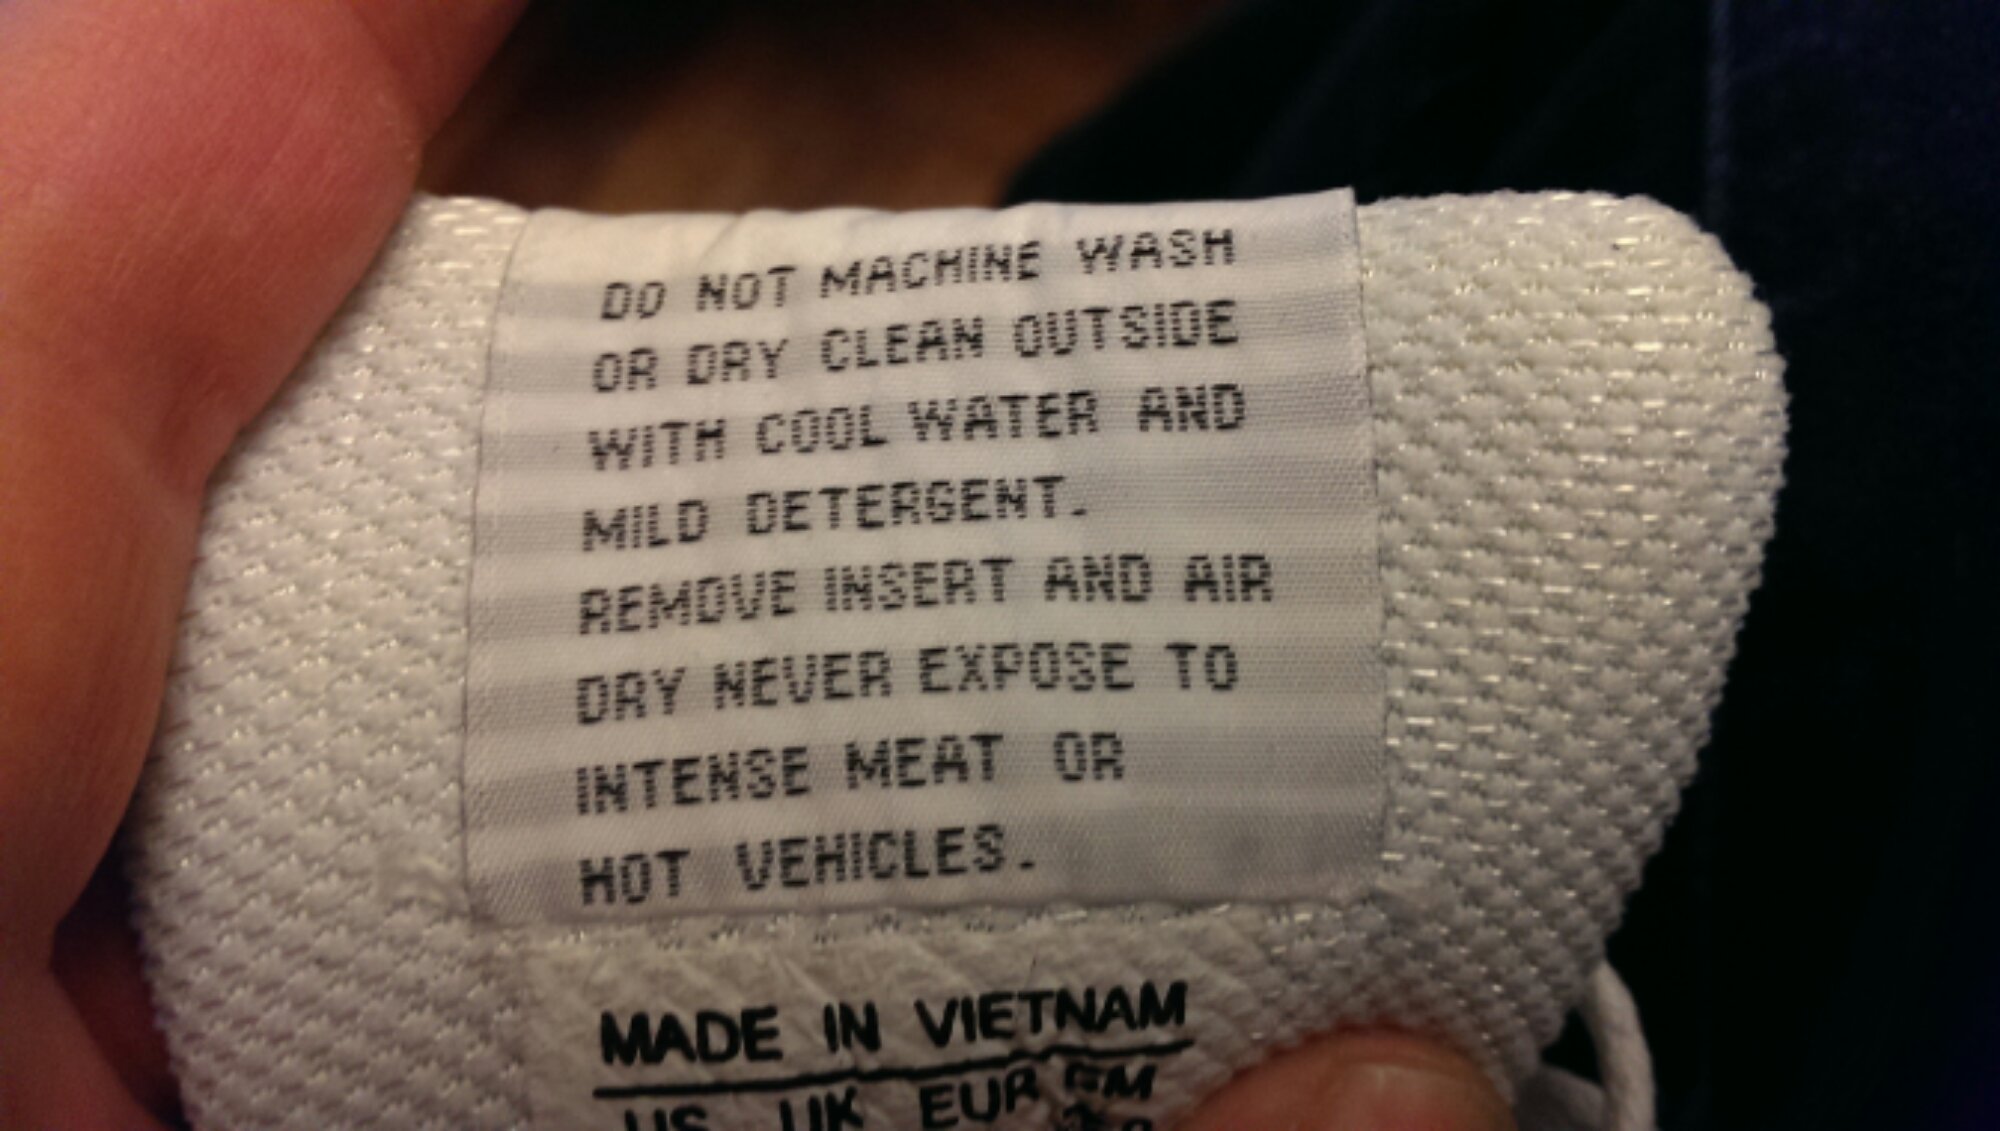 DO NOT MACHINE WASH
OR DRY CLEAN OUTSIDE
WITH COOL WATER AND
MILD DETERGENT.
REMOVE INSERT AND AIR
DRY NEVER EXPOSE TO
INTENSE MEAT OR
HOT VEHICLES.
MADE IN VIETNAM
US UK EUR